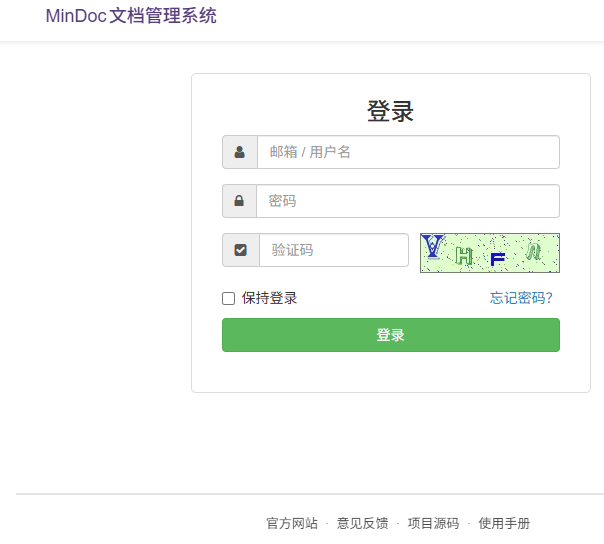 MinDoc文档管理系统
登录
邮箱 / 用户名
密码
验证码
V H F
保持登录 忘记密码?
登录
官方网站 · 意见反馈 · 项目源码 · 使用手册